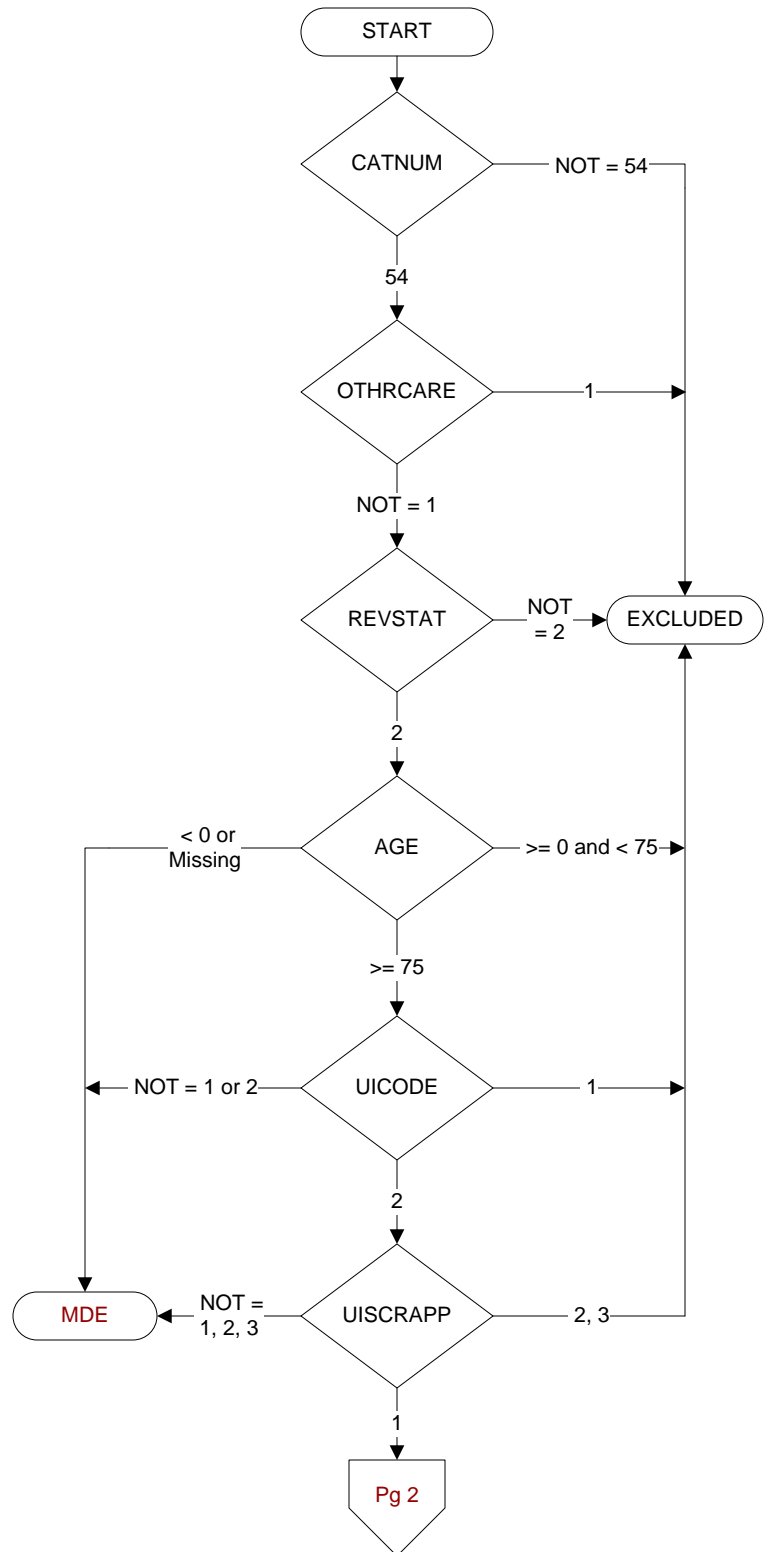 START
CATNUM
NOT = 54
54
OTHRCARE
1
NOT = 1
REVSTAT
NOT
= 2
EXCLUDED
2
< 0 or
Missing
AGE
>= 0 and < 75
>= 75
NOT = 1 or 2
UICODE
1
2
MDE
NOT =
1, 2, 3
UISCRAPP
2, 3
1
Pg 2